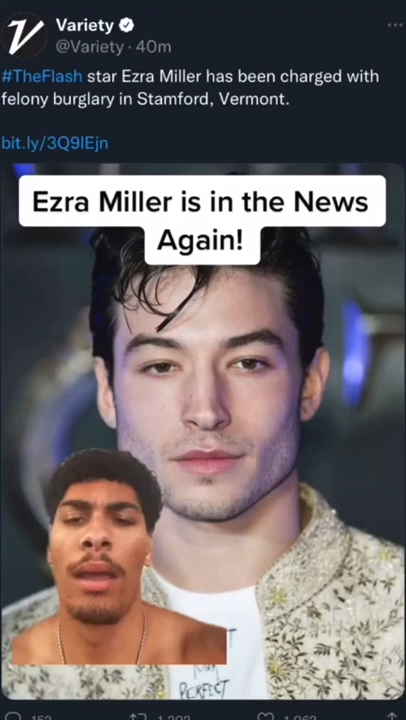 Variety
@Variety · 40m
#TheFlash star Ezra Miller has been charged with
felony burglary in Stamford, Vermont.
bit.ly/3Q9lEjn
Ezra Miller is in the News
Again!
PERFECT